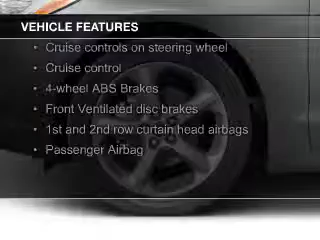 VEHICLE FEATURES
• Cruise controls on steering wheel
• Cruise control
• 4-wheel ABS Brakes
• Front Ventilated disc brakes
• 1st and 2nd row curtain head airbags
• Passenger Airbag